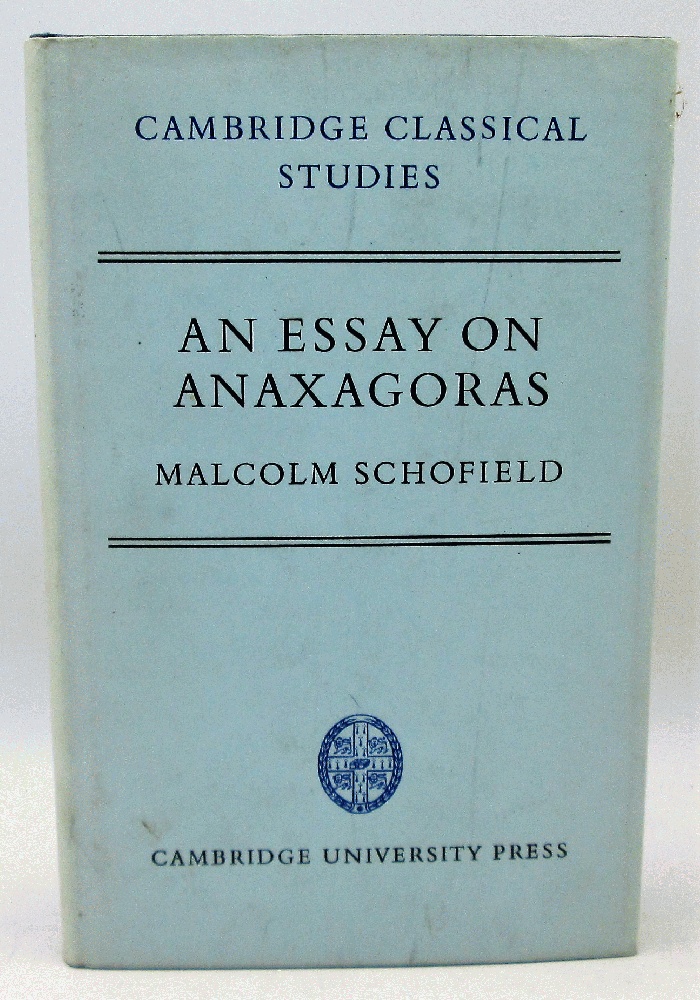 CAMBRIDGE CLASSICAL
STUDIES
AN ESSAY ON
ANAXAGORAS
MALCOLM SCHOFIELD
CAMBRIDGE UNIVERSITY PRESS